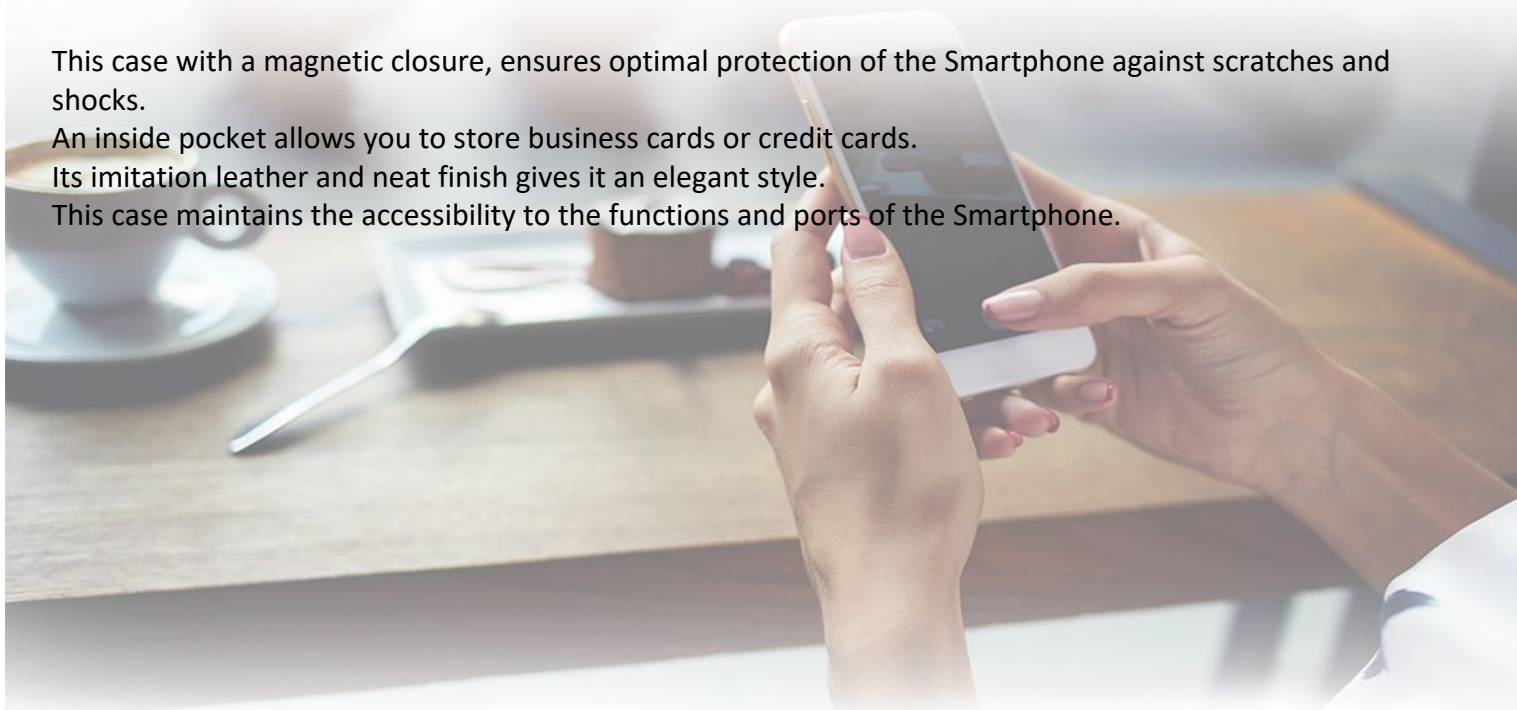 This case with a magnetic closure, ensures optimal protection of the Smartphone against scratches and
shocks.
An inside pocket allows you to store business cards or credit cards.
Its imitation leather and neat finish gives it an elegant style.
This case maintains the accessibility to the functions and ports of the Smartphone.